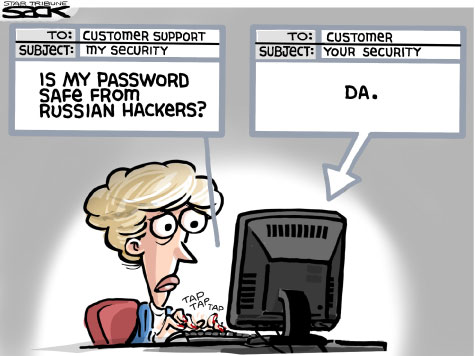 STAR TRIBUNE
SACK
TO: CUSTOMER SUPPORT
SUBJECT: MY SECURITY
IS MY PASSWORD
SAFE FROM
RUSSIAN HACKERS?
TO: CUSTOMER
SUBJECT: YOUR SECURITY
DA.
TAP
TAP
TAP